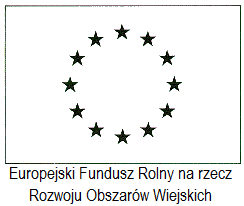 Europejski Fundusz Rolny na rzecz
Rozwoju Obszarów Wiejskich